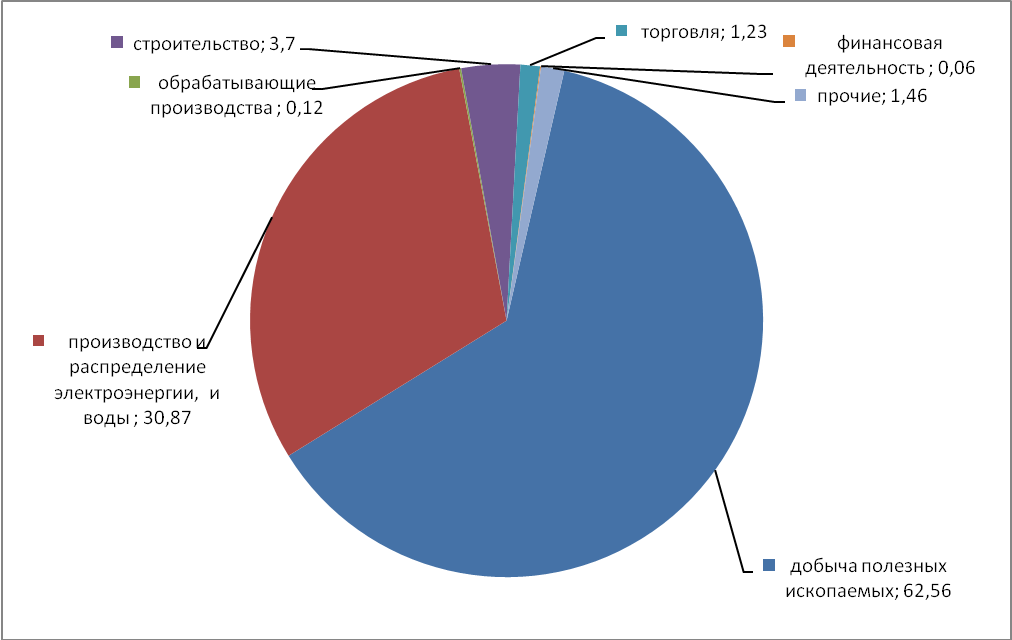 строительство; 3,7
торговля; 1,23
финансовая
деятельность ; 0,06
обрабатывающие
производства ; 0,12
прочие; 1,46
производство и
распределение
электроэнергии, и
воды ; 30,87
добыча полезных
ископаемых; 62,56